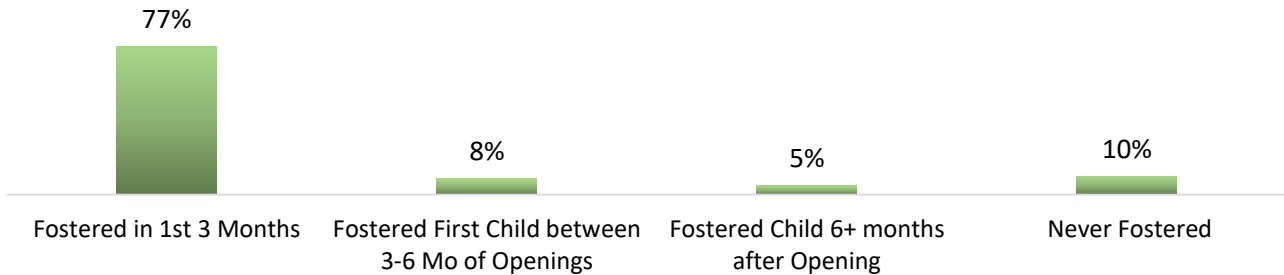 77%
8%
5%
10%
Fostered in 1st 3 Months
Fostered First Child between
3-6 Mo of Openings
Fostered Child 6+ months
after Opening
Never Fostered